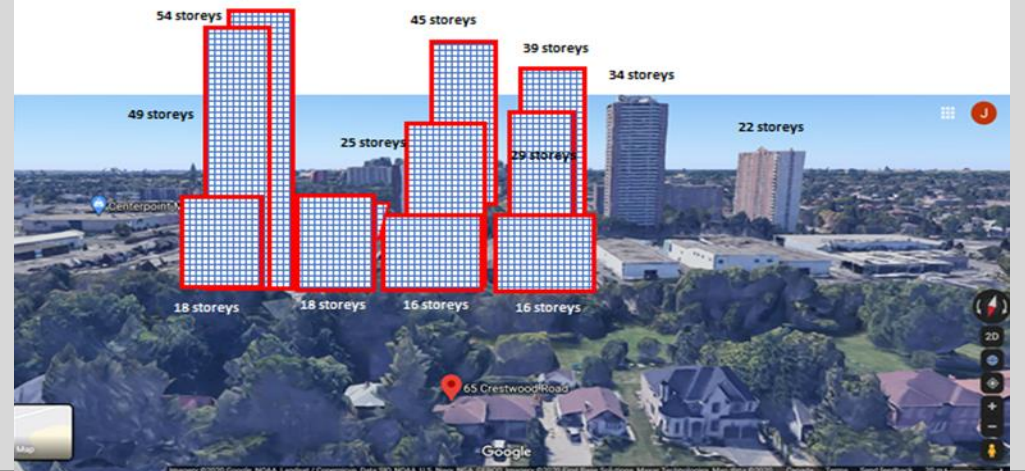 54 storeys
45 storeys
39 storeys
34 storeys
49 storeys
22 storeys
J
25 storeys
29 storeys
Centerpoint M
18 storeys
18 storeys
16 storeys
16 storeys
65 Crestwood Road
2D
Map
Google